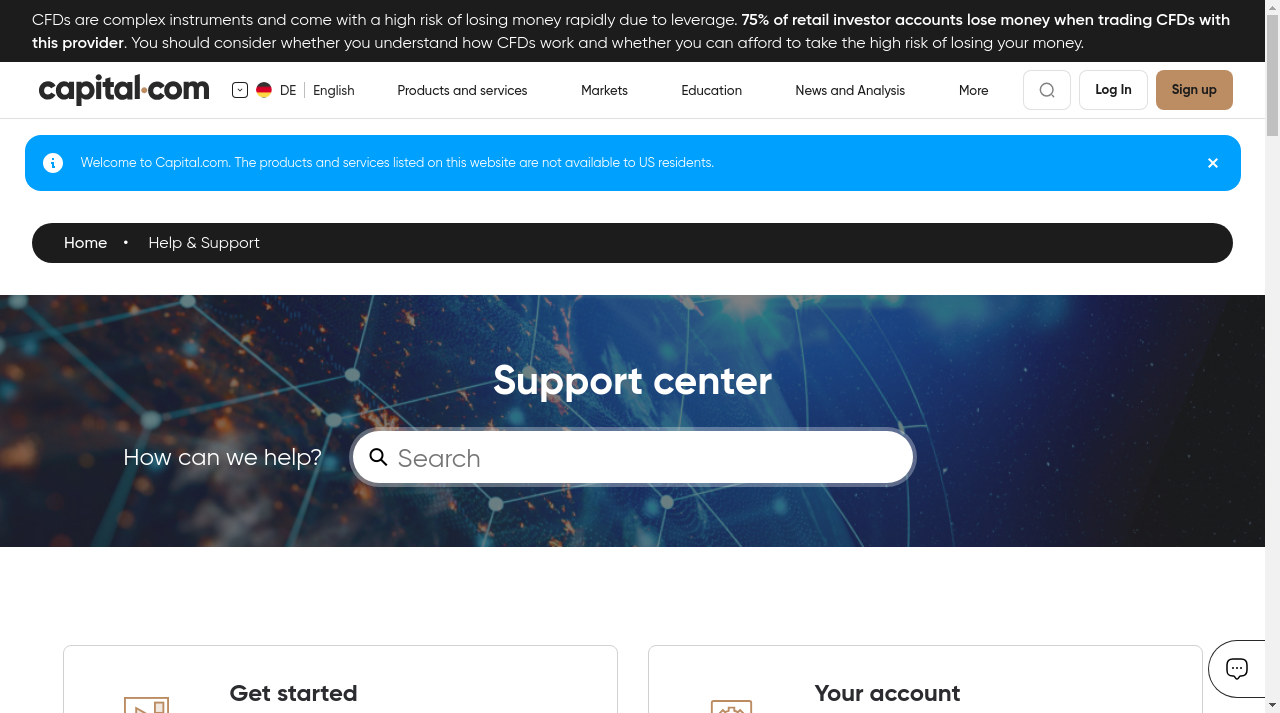 CFDs are complex instruments and come with a high risk of losing money rapidly due to leverage. 75% of retail investor accounts lose money when trading CFDs with
this provider. You should consider whether you understand how CFDs work and whether you can afford to take the high risk of losing your money.
capital.com DE English Products and services Markets Education News and Analysis More Log In Sign up
Welcome to Capital.com. The products and services listed on this website are not available to US residents.
Home • Help & Support
Support center
How can we help? Search
Get started Your account